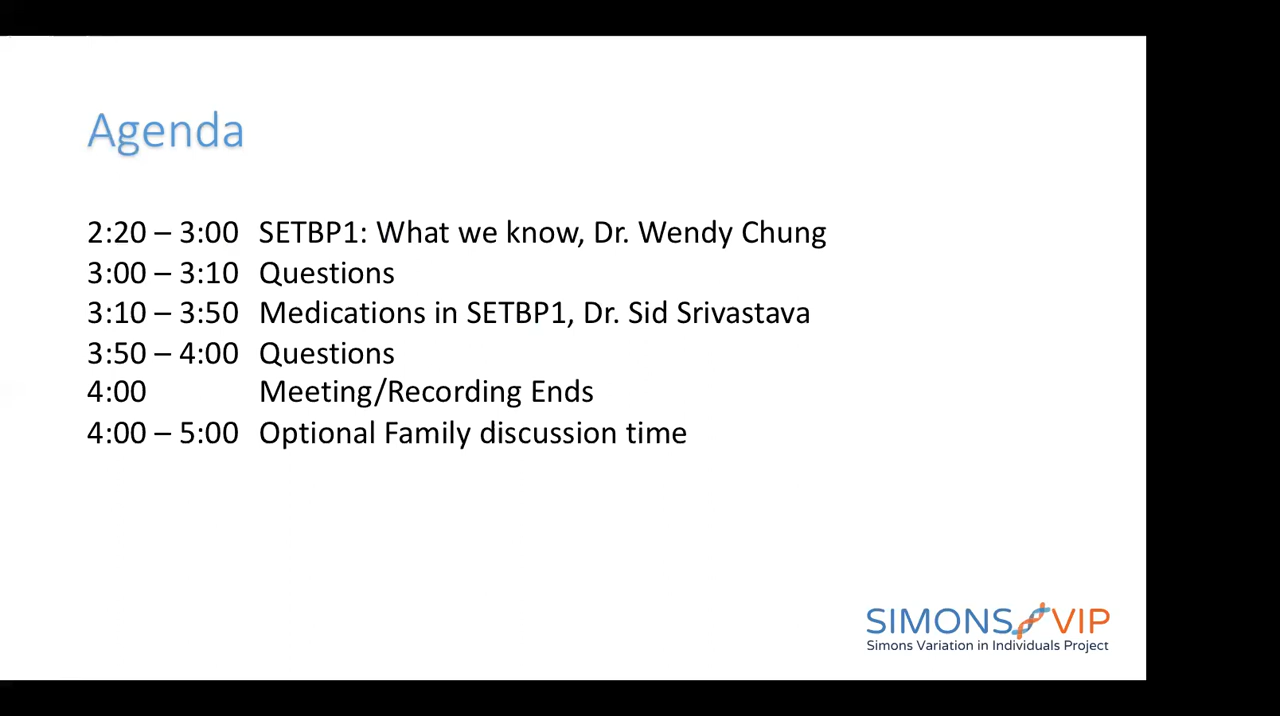 Agenda
2:20 – 3:00 SETBP1: What we know, Dr. Wendy Chung
3:00 – 3:10 Questions
3:10 – 3:50 Medications in SETBP1, Dr. Sid Srivastava
3:50 – 4:00 Questions
4:00 Meeting/Recording Ends
4:00 – 5:00 Optional Family discussion time
SIMONS VIP
Simons Variation in Individuals Project